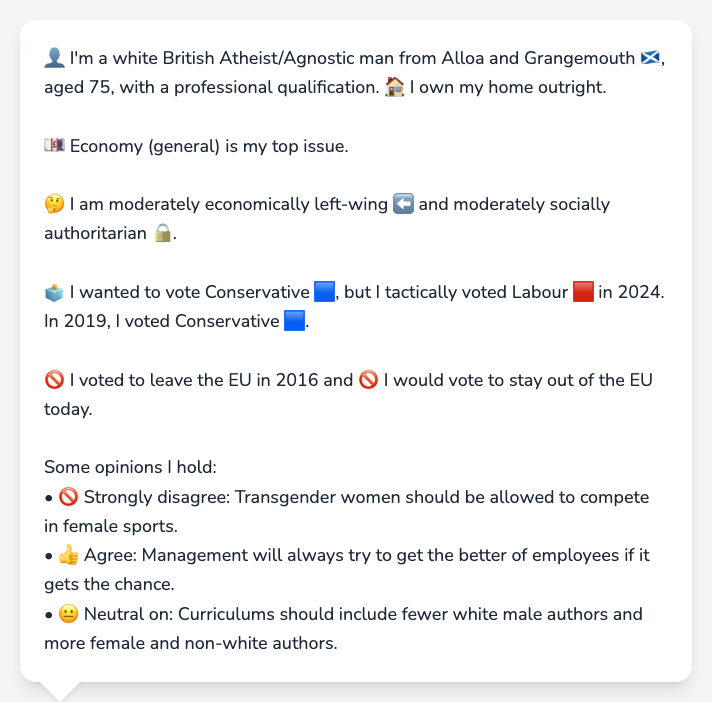 👤 I'm a white British Atheist/Agnostic man from Alloa and Grangemouth 🏴󠁧󠁢󠁳󠁣󠁴󠁿,
aged 75, with a professional qualification. 🏠 I own my home outright.
💷 Economy (general) is my top issue.
🤔 I am moderately economically left-wing ⬅️ and moderately socially
authoritarian 🔒.
🗳️ I wanted to vote Conservative 🟦, but I tactically voted Labour 🟥 in 2024.
In 2019, I voted Conservative 🟦.
🚫 I voted to leave the EU in 2016 and 🚫 I would vote to stay out of the EU
today.
Some opinions I hold:
• 🚫 Strongly disagree: Transgender women should be allowed to compete
in female sports.
• 👍 Agree: Management will always try to get the better of employees if it
gets the chance.
• 😐 Neutral on: Curriculums should include fewer white male authors and
more female and non-white authors.